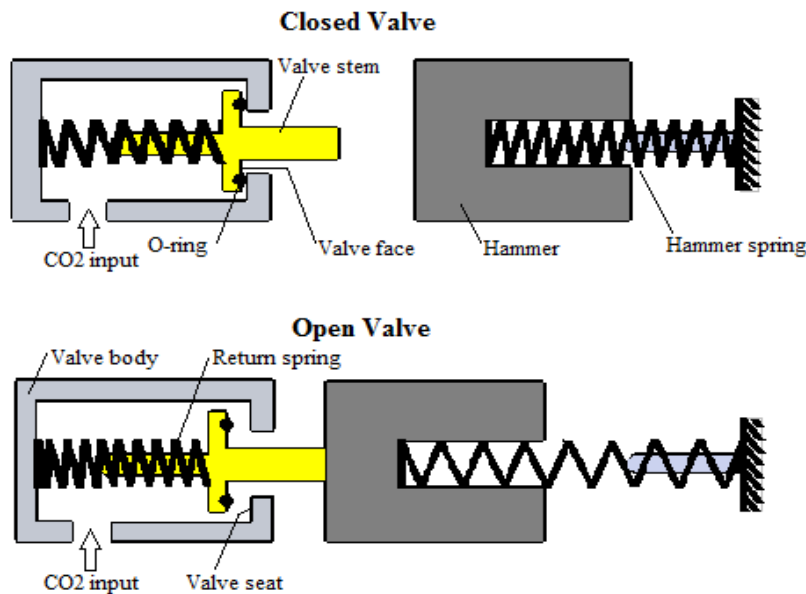 Closed Valve
Valve stem
CO2 input
O-ring
Valve face
Hammer
Hammer spring
Open Valve
Valve body
Return spring
CO2 input
Valve seat